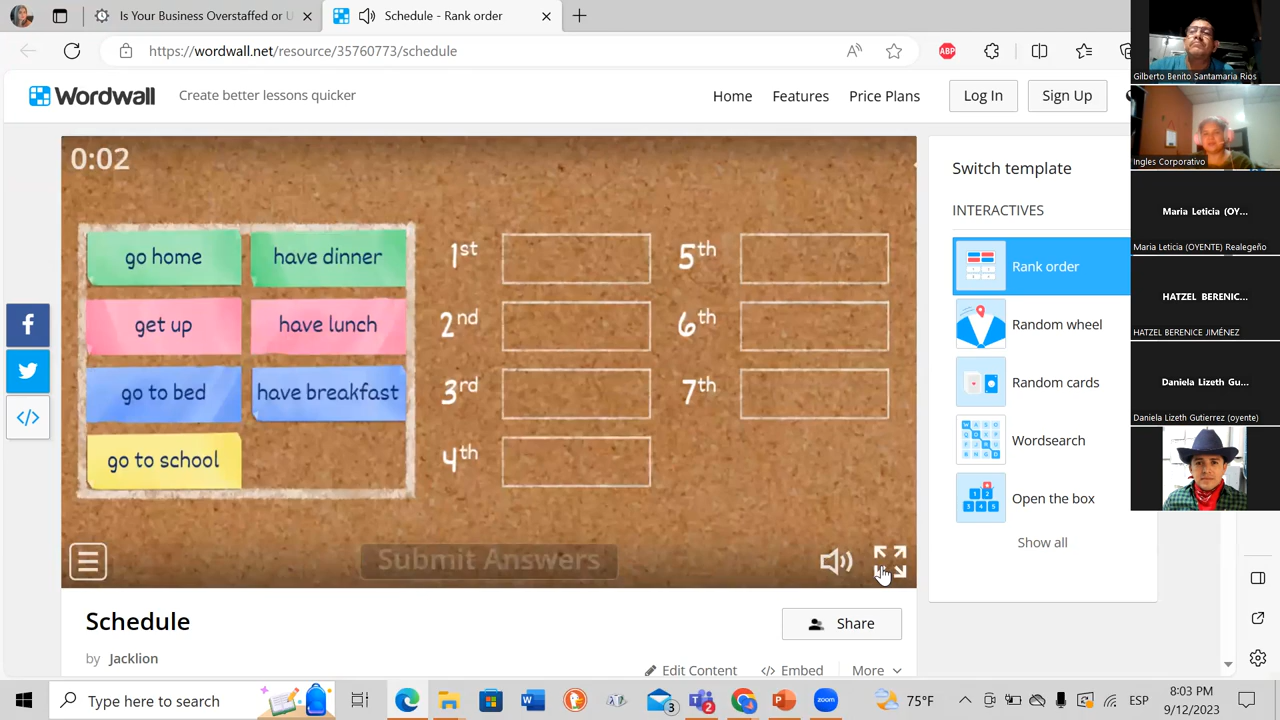 Is Your Business Overstaffed or U
Schedule - Rank order
https://wordwall.net/resource/35760773/schedule
ABP
Wordwall
Create better lessons quicker
Home
Features
Price Plans
Log In
Sign Up
0:02
go home
have dinner
get up
have lunch
go to bed
have breakfast
go to school
1st
2nd
3rd
4th
5th
6th
7th
Submit Answers
Switch template
INTERACTIVES
Rank order
Random wheel
Random cards
Wordsearch
Open the box
Show all
Schedule
by Jacklion
Share
Edit Content
Embed
More
Gilberto Benito Santamaria Rios
Ingles Corporativo
Maria Leticia (OY...
Maria Leticia (OYENTE) Realegeño
HATZEL BERENIC...
HATZEL BERENICE JIMÉNEZ
Daniela Lizeth Gu...
Daniela Lizeth Gutierrez (oyente)
Type here to search
3
2
zoom
75°F
ESP
8:03 PM
9/12/2023